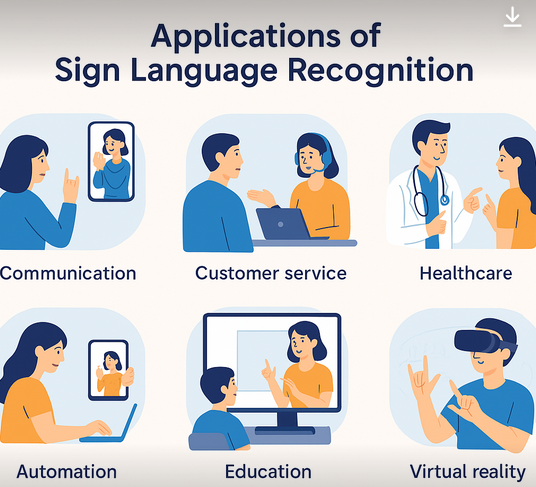 Applications of
Sign Language Recognition
Communication
Customer service
Healthcare
Automation
Education
Virtual reality